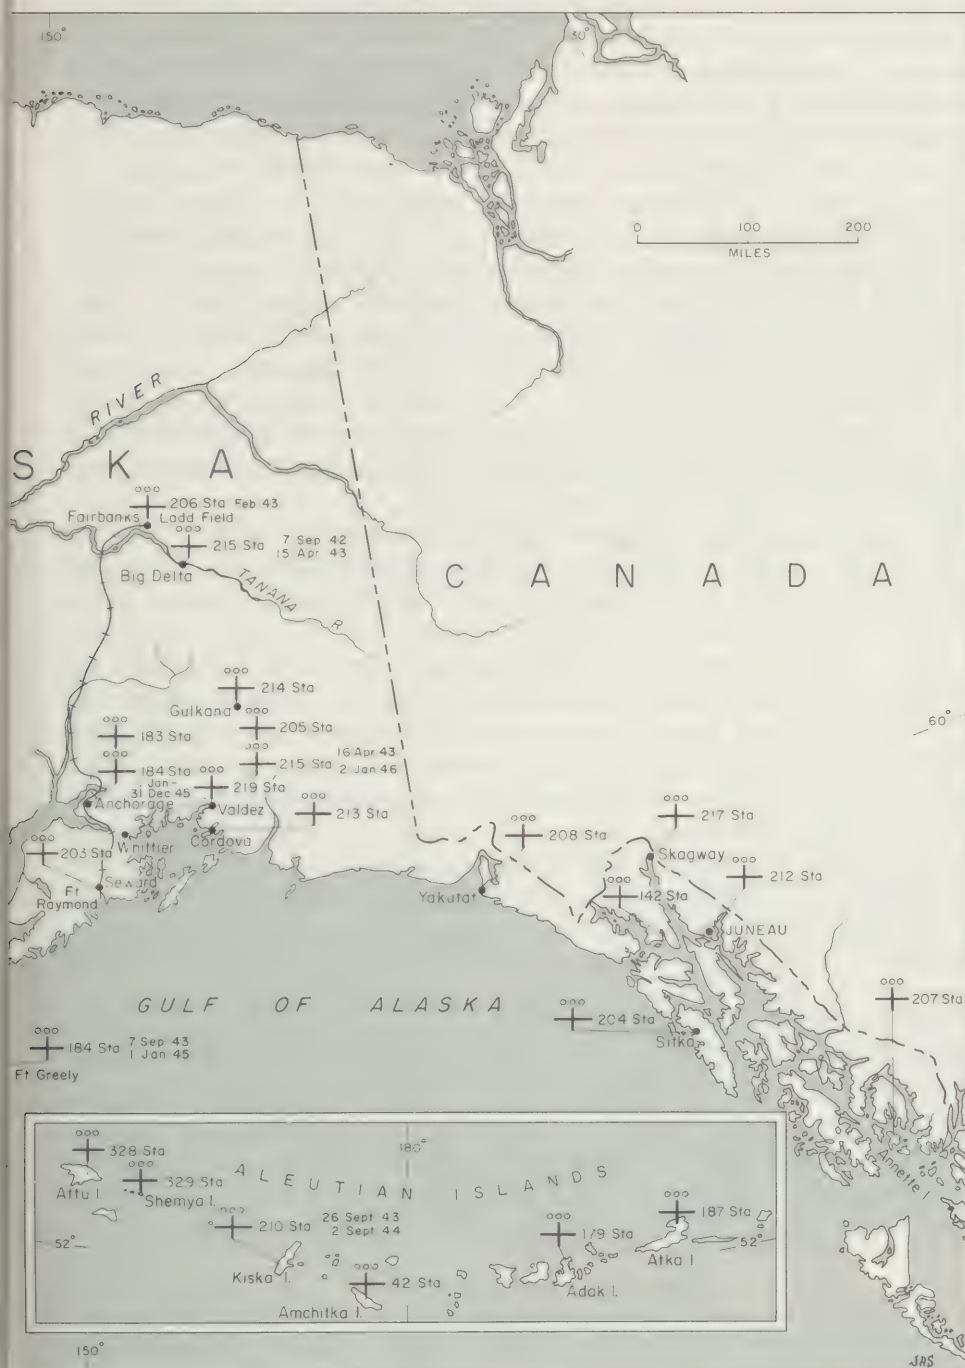 150°
30°
0 100 200
MILES
RIVER
S K A
206 Sta Feb 43
Fairbanks Ladd Field
215 Sta 7 Sep 42
15 Apr 43
Big Delta
TANANA R
CANADA
214 Sta
Gulkana
205 Sta
60°
183 Sta
215 Sta 16 Apr 43
2 Jan 46
184 Sta
Jan-
31 Dec 45
219 Sta
Anchorage
Valdez
213 Sta
217 Sta
208 Sta
Whittier
Cordova
203 Sta
Skagway
212 Sta
Ft
Raymond
Seward
Yakutat
142 Sta
JUNEAU
GULF OF ALASKA
207 Sta
204 Sta
Sitka
184 Sta 7 Sep 43
1 Jan 45
Ft Greely
Annette I
328 Sta
180°
Attu I.
329 Sta
Shemya I.
ALEUTIAN ISLANDS
210 Sta 26 Sept 43
2 Sept 44
179 Sta
187 Sta
52°
52°
Kiska I.
Atka I
42 Sta
Adak I.
Amchitka I.
150°
JRS